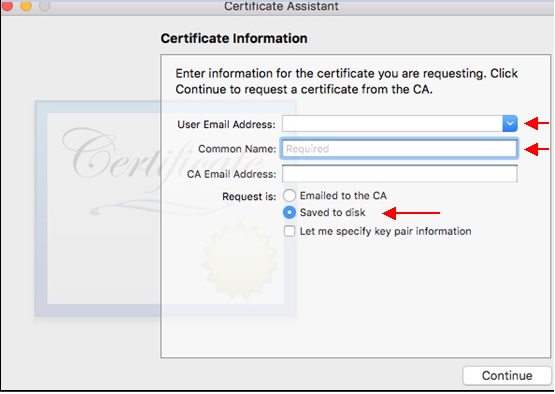 Certificate Assistant
Certificate Information
Enter information for the certificate you are requesting. Click
Continue to request a certificate from the CA.
User Email Address:
Common Name: Required
CA Email Address:
Request is: Emailed to the CA
Saved to disk
Let me specify key pair information
Certificate
Continue